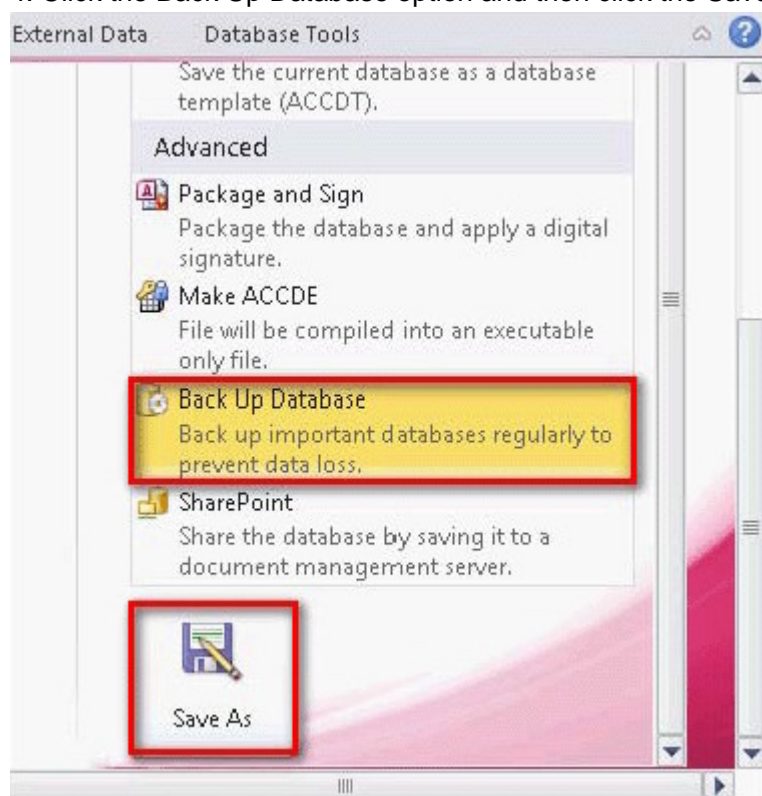 External Data Database Tools
Save the current database as a database
template (ACCDT).
Advanced
Package and Sign
Package the database and apply a digital
signature.
Make ACCDE
File will be compiled into an executable
only file.
Back Up Database
Back up important databases regularly to
prevent data loss.
SharePoint
Share the database by saving it to a
document management server.
Save As